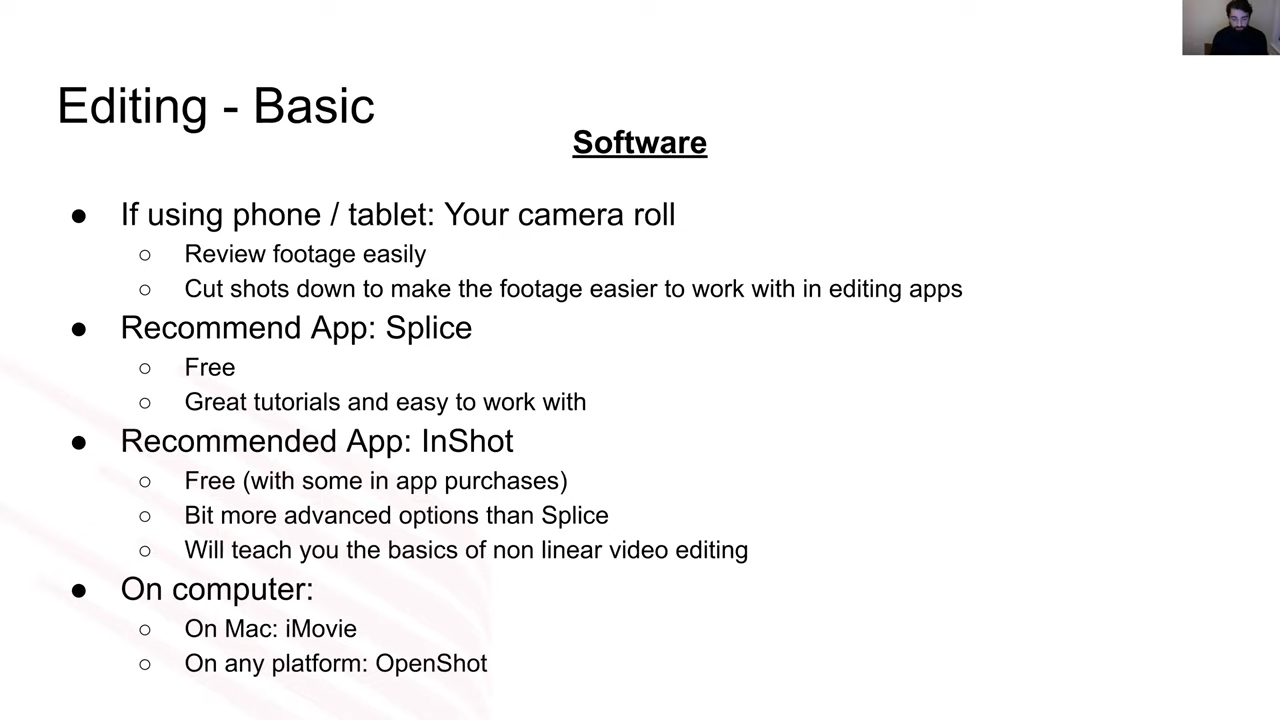 Editing - Basic
Software
● If using phone / tablet: Your camera roll
○ Review footage easily
○ Cut shots down to make the footage easier to work with in editing apps
● Recommend App: Splice
○ Free
○ Great tutorials and easy to work with
● Recommended App: InShot
○ Free (with some in app purchases)
○ Bit more advanced options than Splice
○ Will teach you the basics of non linear video editing
● On computer:
○ On Mac: iMovie
○ On any platform: OpenShot